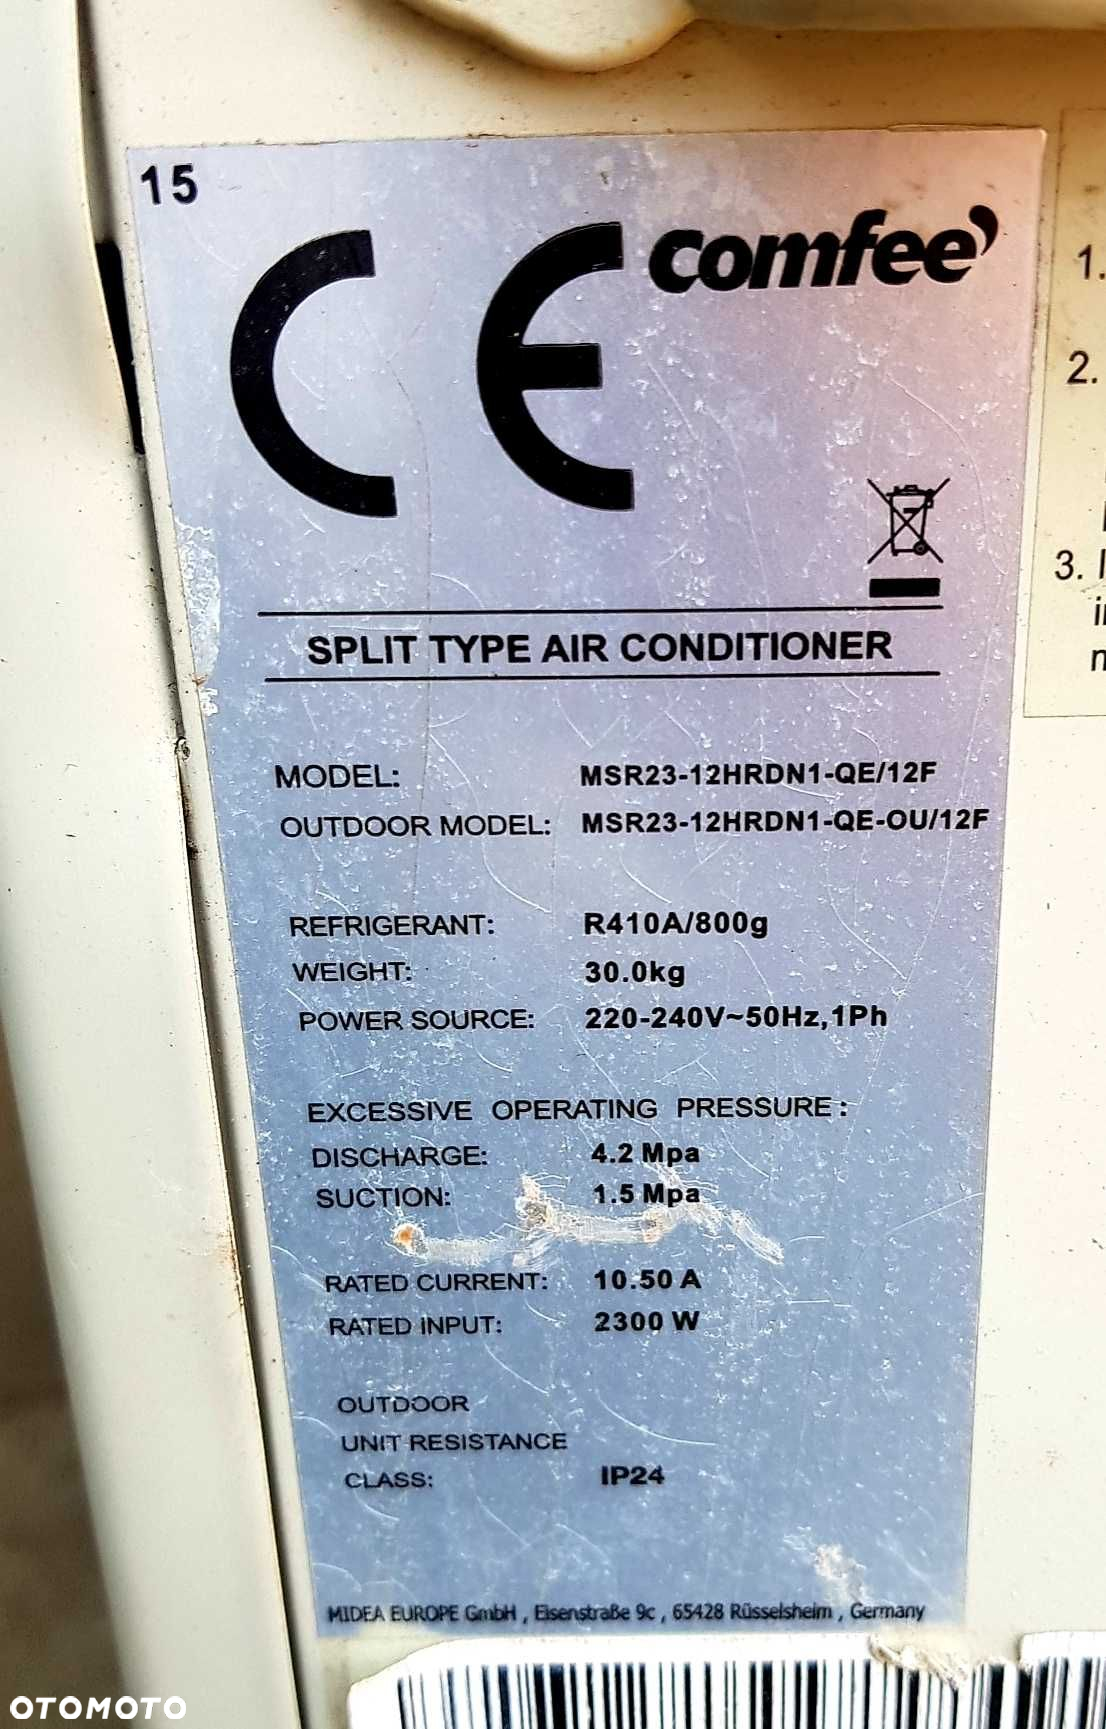 15
CE
comfee'
SPLIT TYPE AIR CONDITIONER
MODEL: MSR23-12HRDN1-QE/12F
OUTDOOR MODEL: MSR23-12HRDN1-QE-OU/12F
REFRIGERANT: R410A/800g
WEIGHT: 30.0kg
POWER SOURCE: 220-240V~50Hz,1Ph
EXCESSIVE OPERATING PRESSURE:
DISCHARGE: 4.2 Mpa
SUCTION: 1.5 Mpa
RATED CURRENT: 10.50 A
RATED INPUT: 2300 W
OUTDOOR
UNIT RESISTANCE
CLASS: IP24
MIDEA EUROPE GmbH , Eisenstraße 9c , 65428 Rüsselsheim , Germany
1.
2.
3.
OTOMOTO